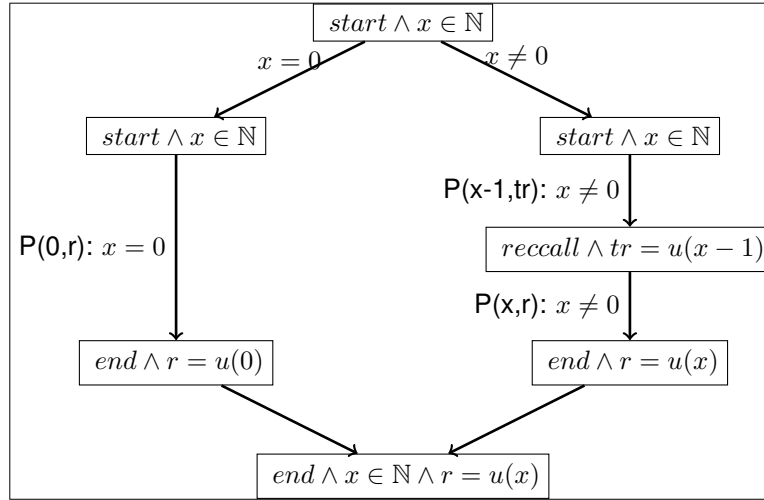 start ∧ x ∈ ℕ
x = 0
x ≠ 0
start ∧ x ∈ ℕ
start ∧ x ∈ ℕ
P(x-1,tr): x ≠ 0
P(0,r): x = 0
reccall ∧ tr = u(x − 1)
P(x,r): x ≠ 0
end ∧ r = u(0)
end ∧ r = u(x)
end ∧ x ∈ ℕ ∧ r = u(x)